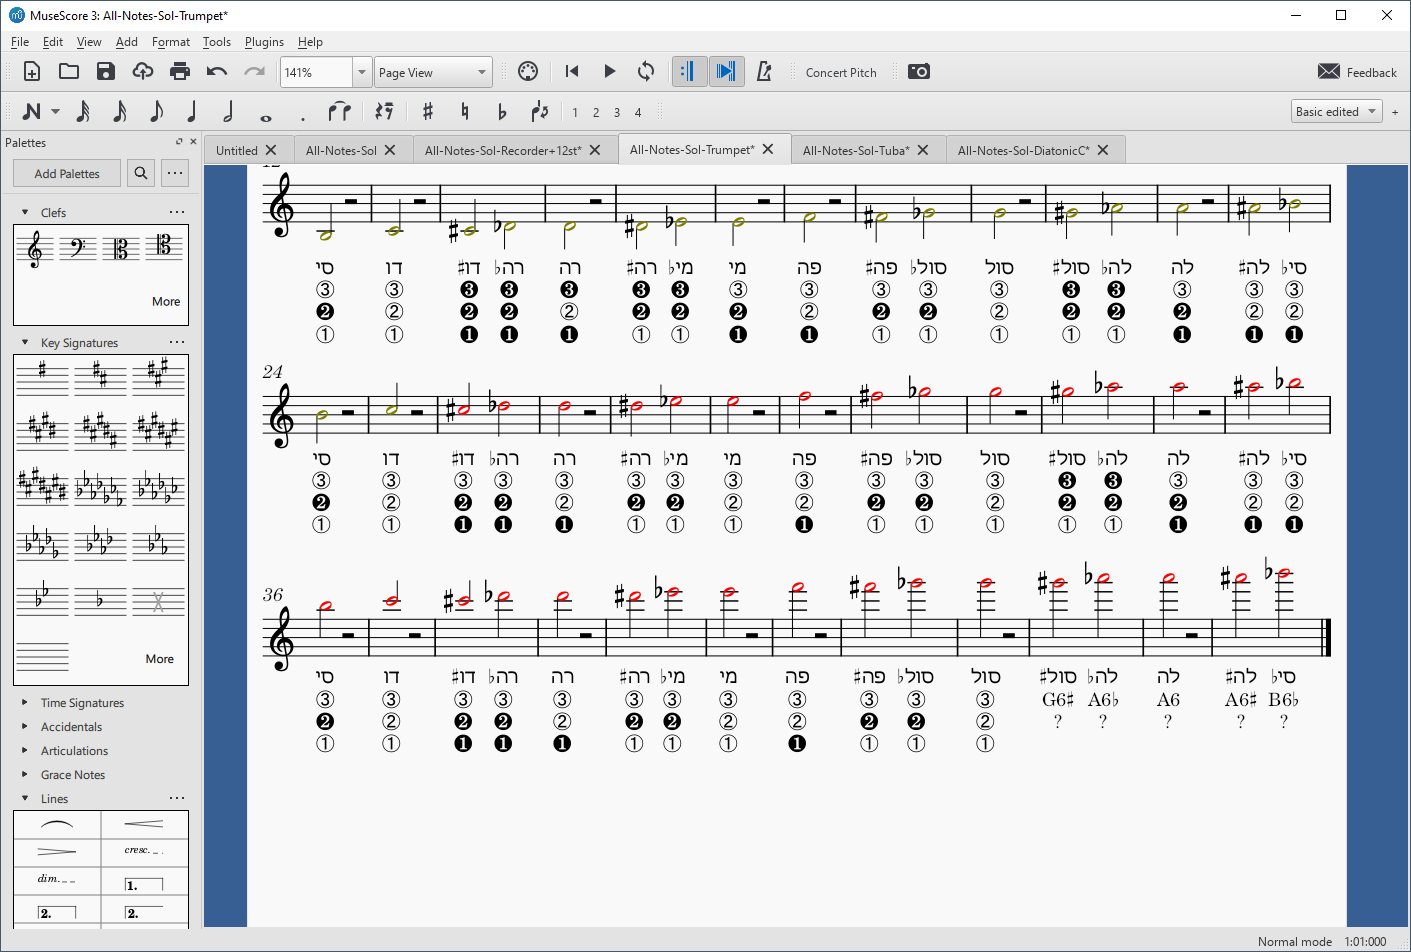 MuseScore 3: All-Notes-Sol-Trumpet*
File Edit View Add Format Tools Plugins Help
141% Page View Concert Pitch Feedback
1 2 3 4 Basic edited +
Palettes
Untitled All-Notes-Sol All-Notes-Sol-Recorder+12st* All-Notes-Sol-Trumpet* All-Notes-Sol-Tuba* All-Notes-Sol-DiatonicC*
Add Palettes ...
Clefs ...
More
Key Signatures ...
More
Time Signatures
Accidentals
Articulations
Grace Notes
Lines ...
cresc. _ .
dim. _ _
1.
2. 2.
סי דו דו♯ רה♭ רה רה♯ מי♭ מי פה פה♯ סול♭ סול סול♯ לה♭ לה לה♯ סי♭
③ ③ ❸ ❸ ❸ ❸ ❸ ③ ③ ③ ③ ③ ❸ ❸ ③ ③ ③
❷ ② ❷ ❷ ② ❷ ❷ ❷ ② ❷ ❷ ② ❷ ❷ ❷ ② ②
① ① ❶ ❶ ❶ ① ① ❶ ❶ ① ① ① ① ① ❶ ❶ ❶
24
סי דו דו♯ רה♭ רה רה♯ מי♭ מי פה פה♯ סול♭ סול סול♯ לה♭ לה לה♯ סי♭
③ ③ ③ ③ ③ ③ ③ ③ ③ ③ ③ ③ ❸ ❸ ③ ③ ③
❷ ② ❷ ❷ ② ❷ ❷ ② ② ❷ ❷ ② ❷ ❷ ❷ ② ②
① ① ❶ ❶ ❶ ① ① ① ❶ ① ① ① ① ① ❶ ❶ ❶
36
סי דו דו♯ רה♭ רה רה♯ מי♭ מי פה פה♯ סול♭ סול סול♯ לה♭ לה לה♯ סי♭
③ ③ ③ ③ ③ ③ ③ ③ ③ ③ ③ ③ G6♯ A6♭ A6 A6♯ B6♭
❷ ② ❷ ❷ ② ❷ ❷ ② ② ❷ ❷ ② ? ? ? ? ?
① ① ❶ ❶ ❶ ① ① ① ❶ ① ① ①
Normal mode 1:01:000